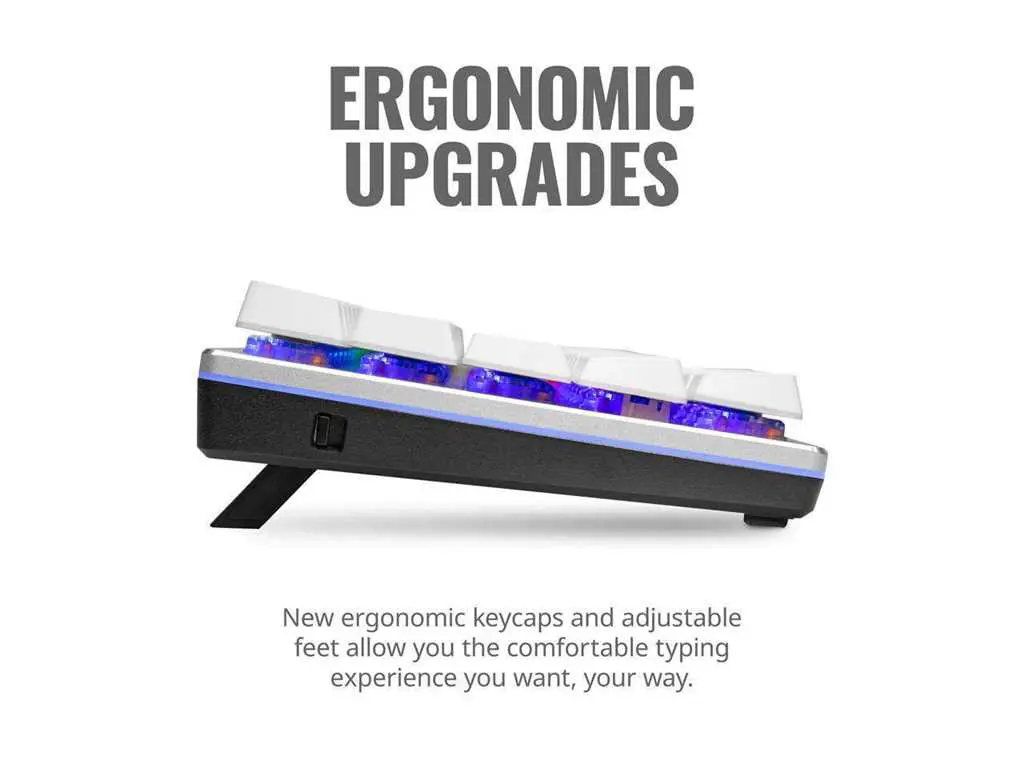 ERGONOMIC
UPGRADES
New ergonomic keycaps and adjustable
feet allow you the comfortable typing
experience you want, your way.